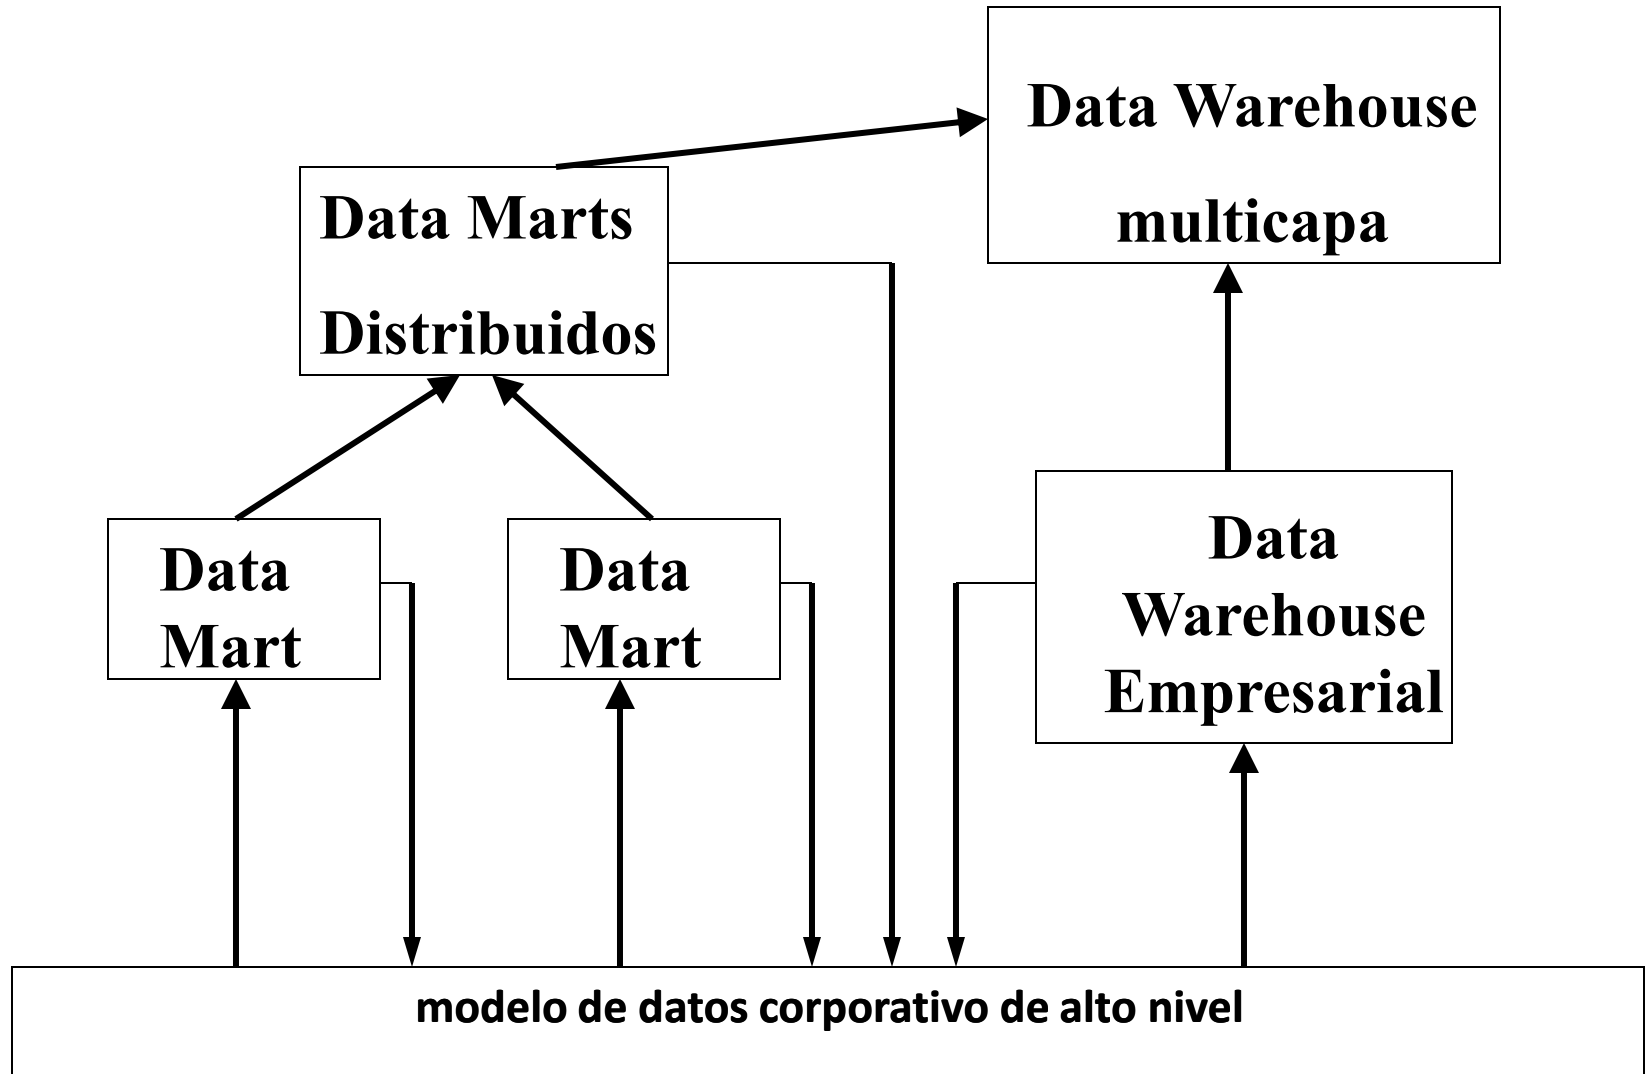 Data Warehouse
multicapa
Data Marts
Distribuidos
Data
Mart
Data
Mart
Data
Warehouse
Empresarial
modelo de datos corporativo de alto nivel